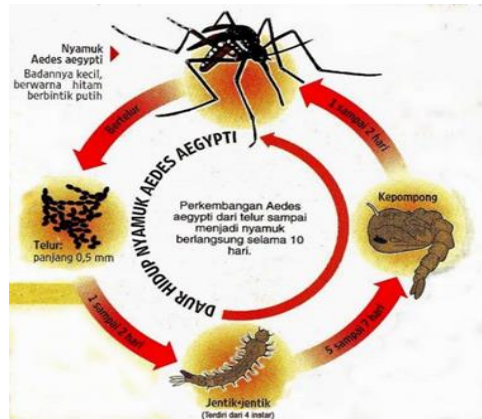 Nyamuk
Aedes aegypti
Badannya kecil,
berwarna hitam
berbintik putih
Bertelur
Telur:
panjang 0,5 mm
1 sampai 2 hari
Jentik-jentik
(Terdiri dari 4 instar)
5 sampai 7 hari
Kepompong
1 sampai 2 hari
DAUR HIDUP NYAMUK AEDES AEGYPTI
Perkembangan Aedes
aegypti dari telur sampai
menjadi nyamuk
berlangsung selama 10
hari.